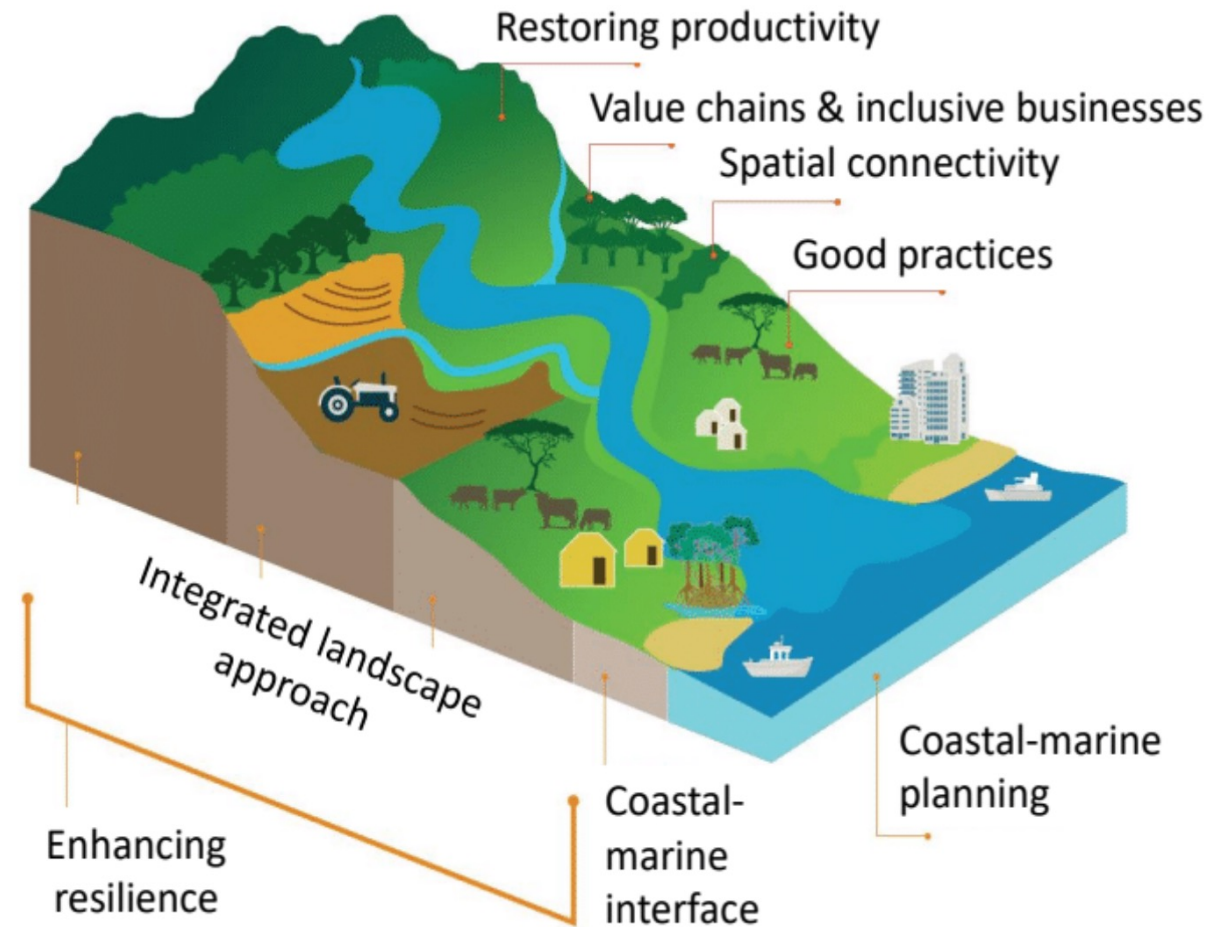 Restoring productivity
Value chains & inclusive businesses
Spatial connectivity
Good practices
Integrated landscape
approach
Coastal-marine
planning
Coastal-
marine
interface
Enhancing
resilience